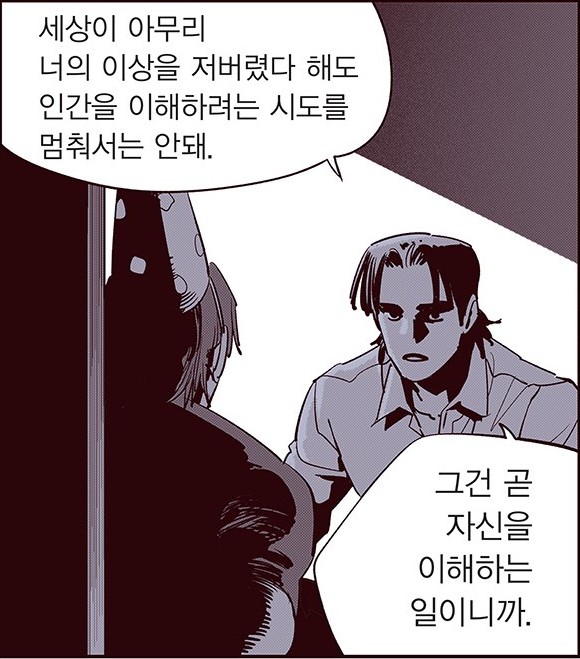 세상이 아무리
너의 이상을 저버렸다 해도
인간을 이해하려는 시도를
멈춰서는 안돼.
그건 곧
자신을
이해하는
일이니까.